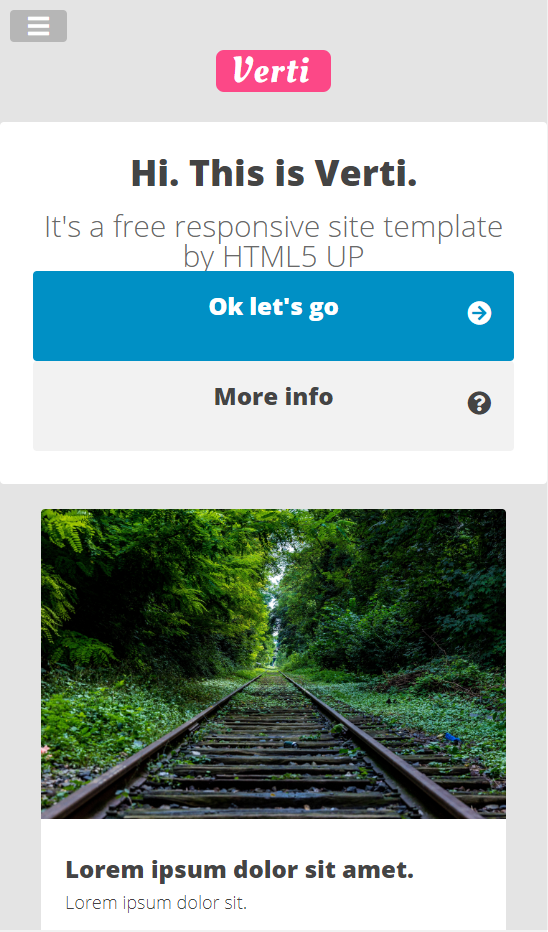 Verti
Hi. This is Verti.
It's a free responsive site template
by HTML5 UP
Ok let's go
More info
Lorem ipsum dolor sit amet.
Lorem ipsum dolor sit.